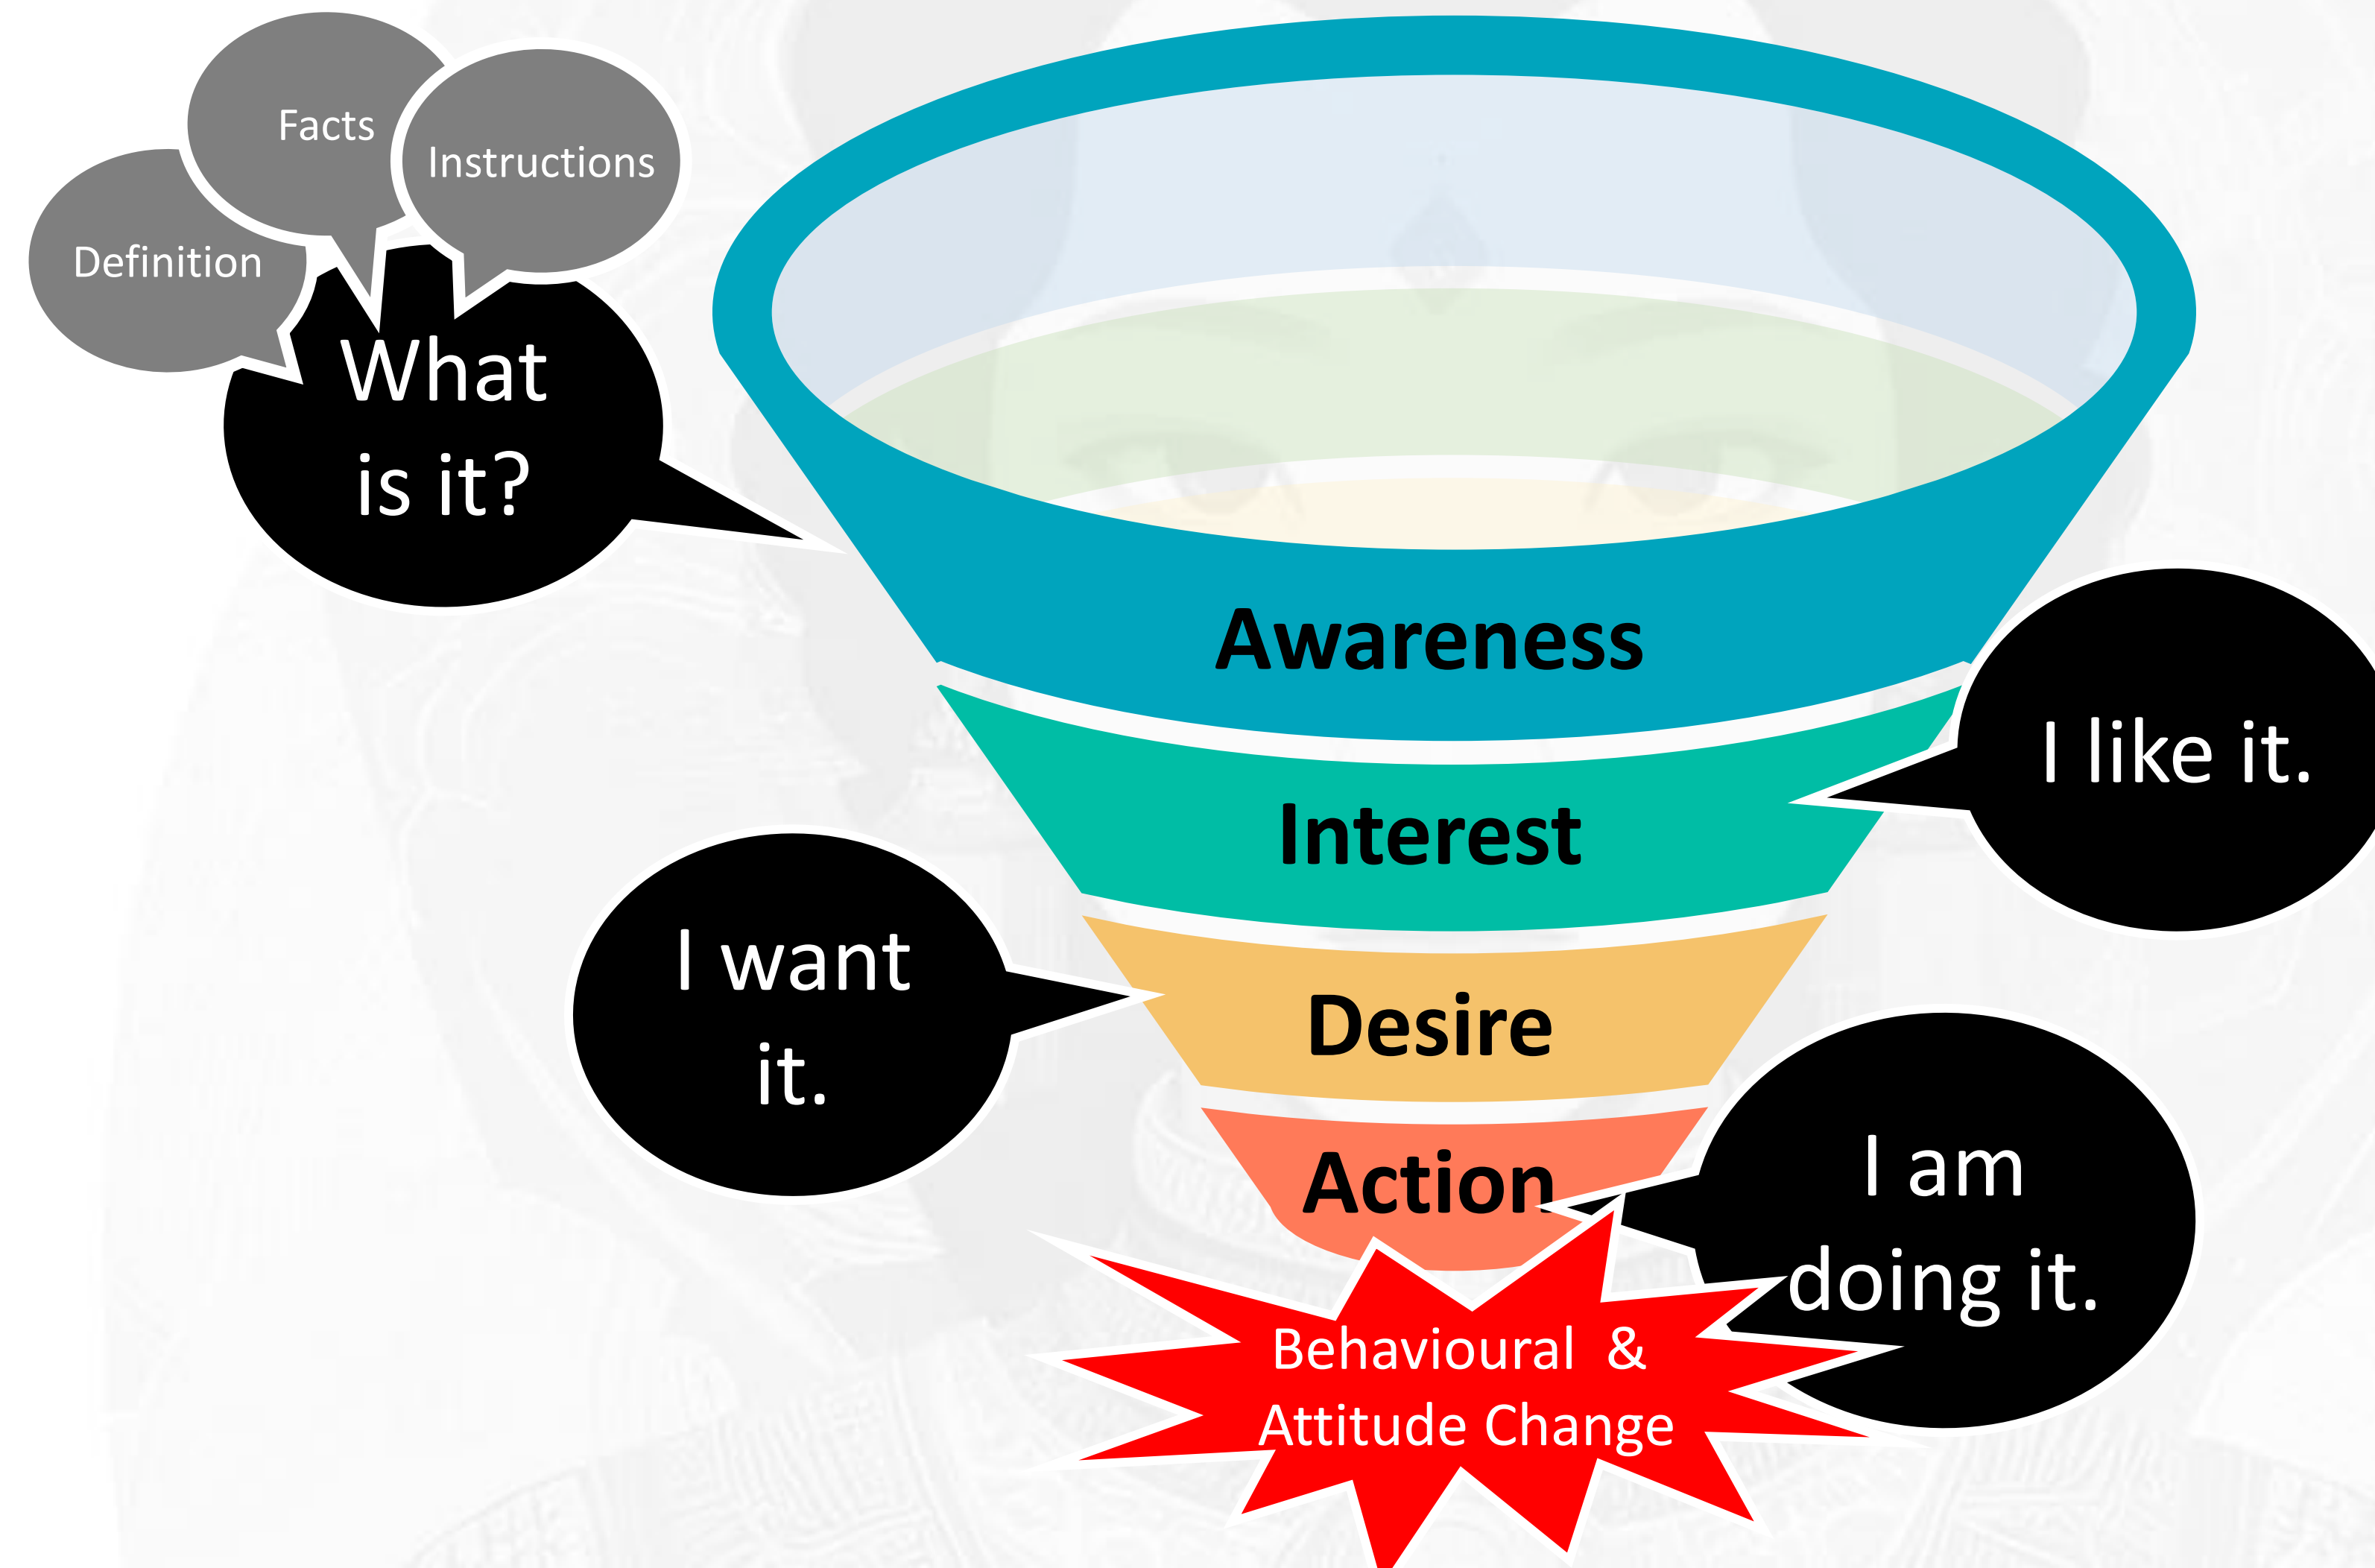 Facts
Instructions
Definition
What
is it?
Awareness
I like it.
Interest
I want
it.
Desire
Action
I am
doing it.
Behavioural & 
Attitude Change